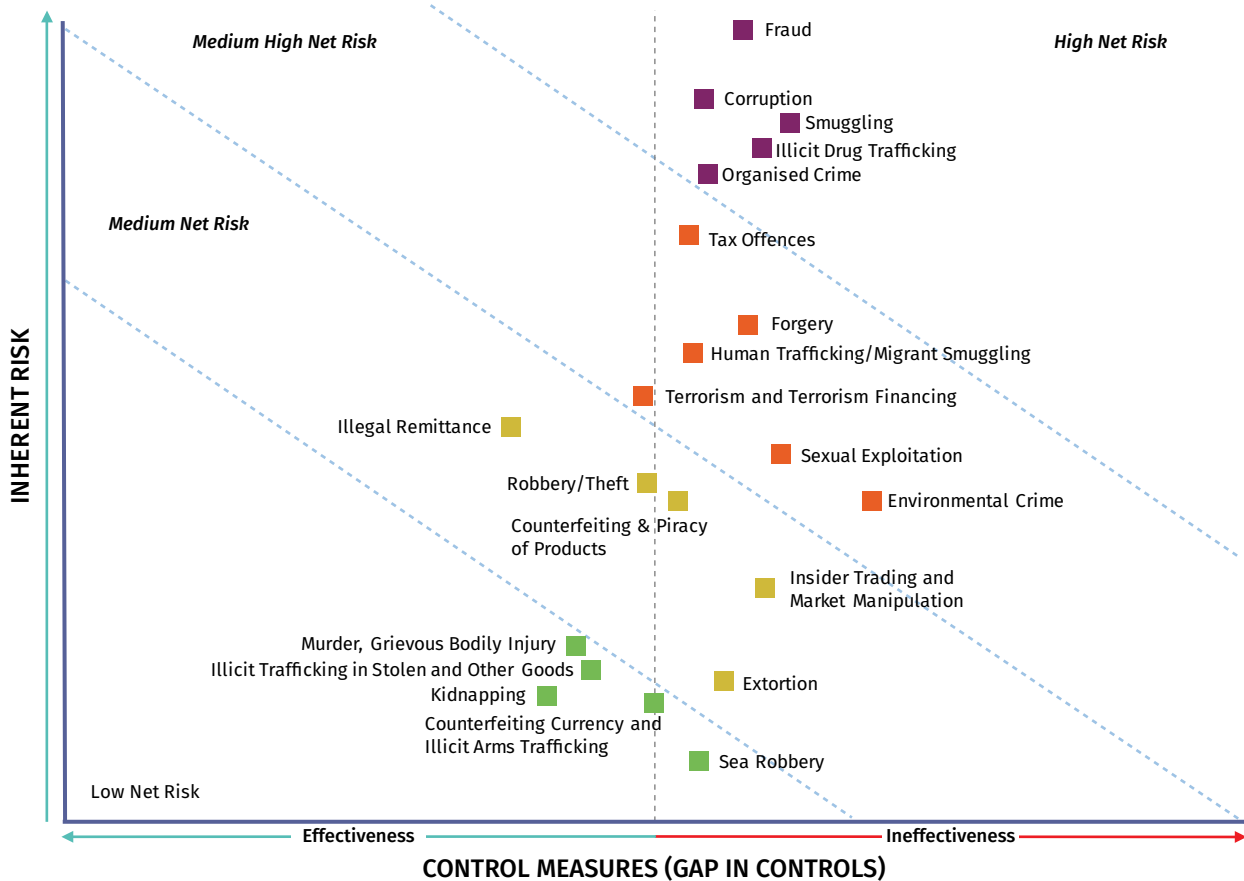 Fraud
Medium High Net Risk
High Net Risk
Corruption
Smuggling
Illicit Drug Trafficking
Organised Crime
Medium Net Risk
Tax Offences
Forgery
Human Trafficking/Migrant Smuggling
Terrorism and Terrorism Financing
INHERENT RISK
Illegal Remittance
Sexual Exploitation
Robbery/Theft
Environmental Crime
Counterfeiting & Piracy
of Products
Insider Trading and
Market Manipulation
Murder, Grievous Bodily Injury
Illicit Trafficking in Stolen and Other Goods
Extortion
Kidnapping
Counterfeiting Currency and
Illicit Arms Trafficking
Sea Robbery
Low Net Risk
Effectiveness
Ineffectiveness
CONTROL MEASURES (GAP IN CONTROLS)